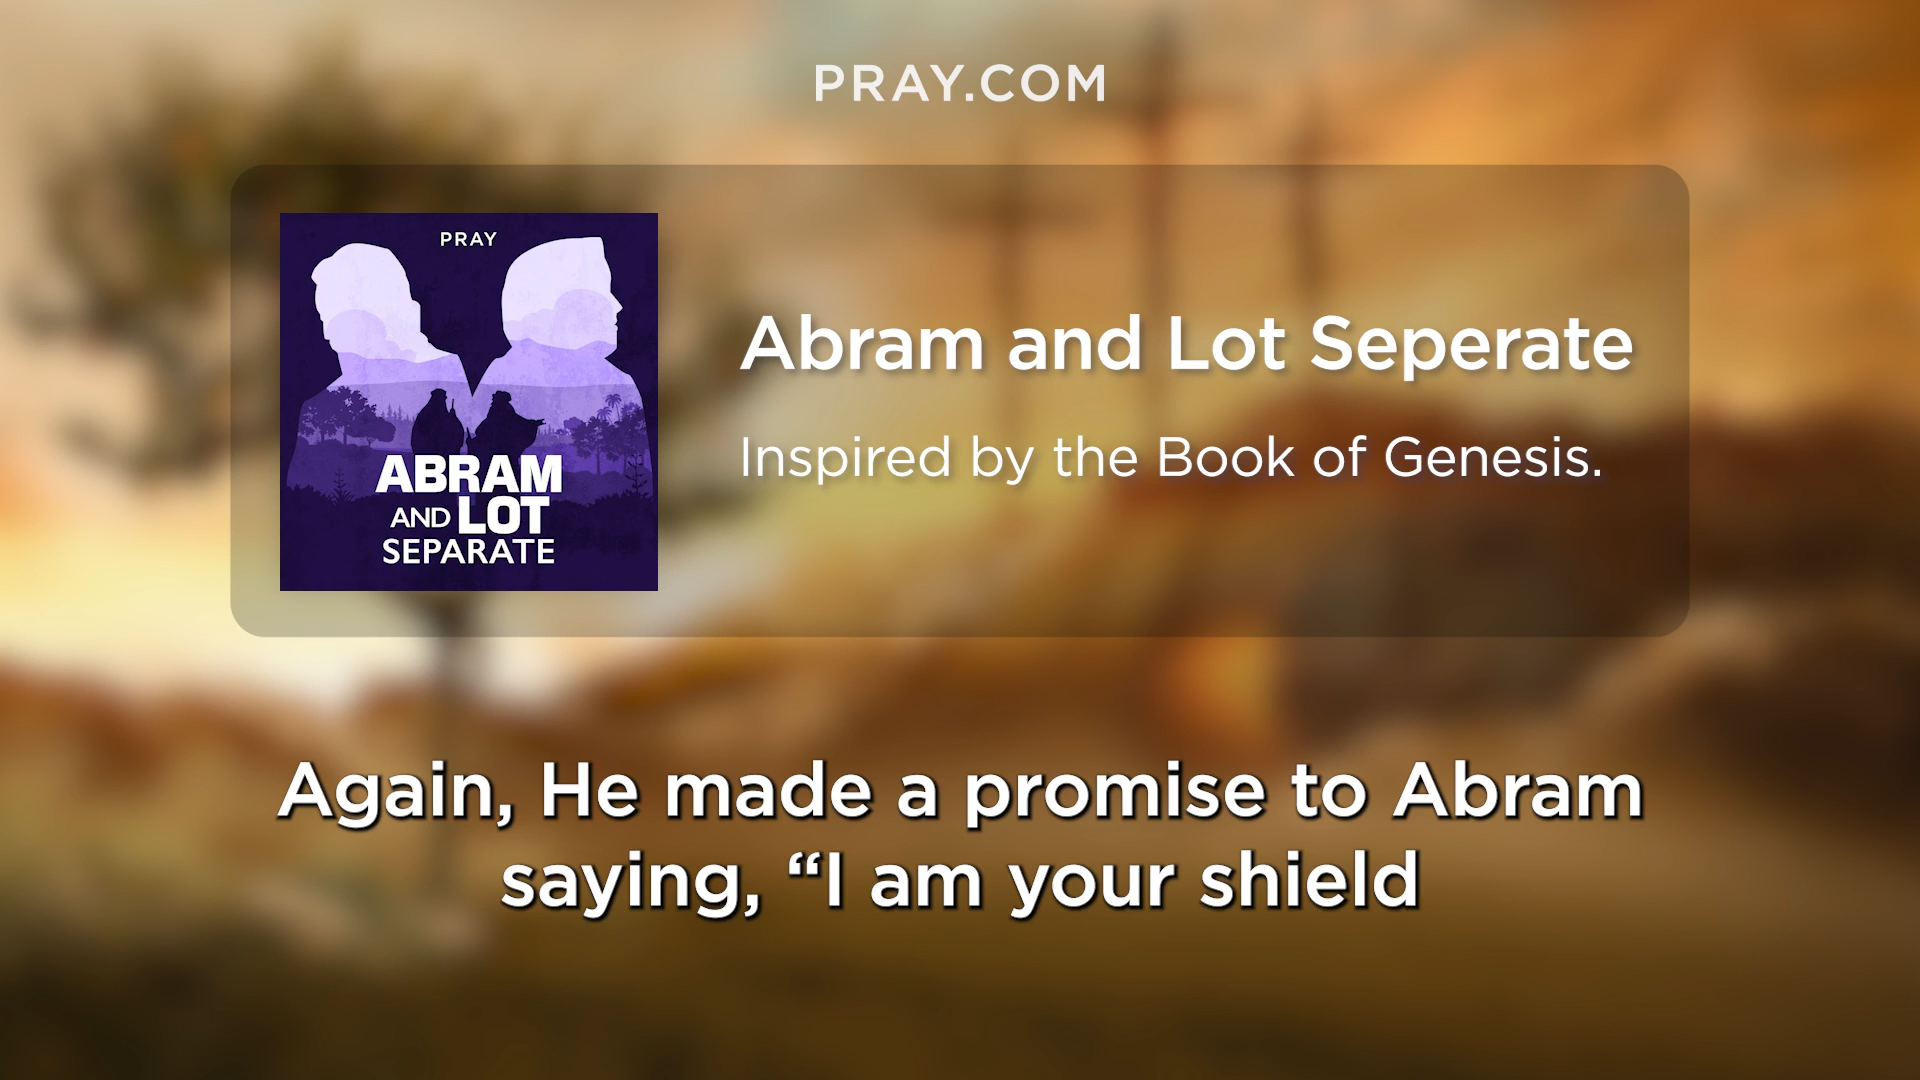 PRAY.COM
PRAY
ABRAM
AND LOT
SEPARATE
Abram and Lot Seperate
Inspired by the Book of Genesis.
Again, He made a promise to Abram
saying, “I am your shield